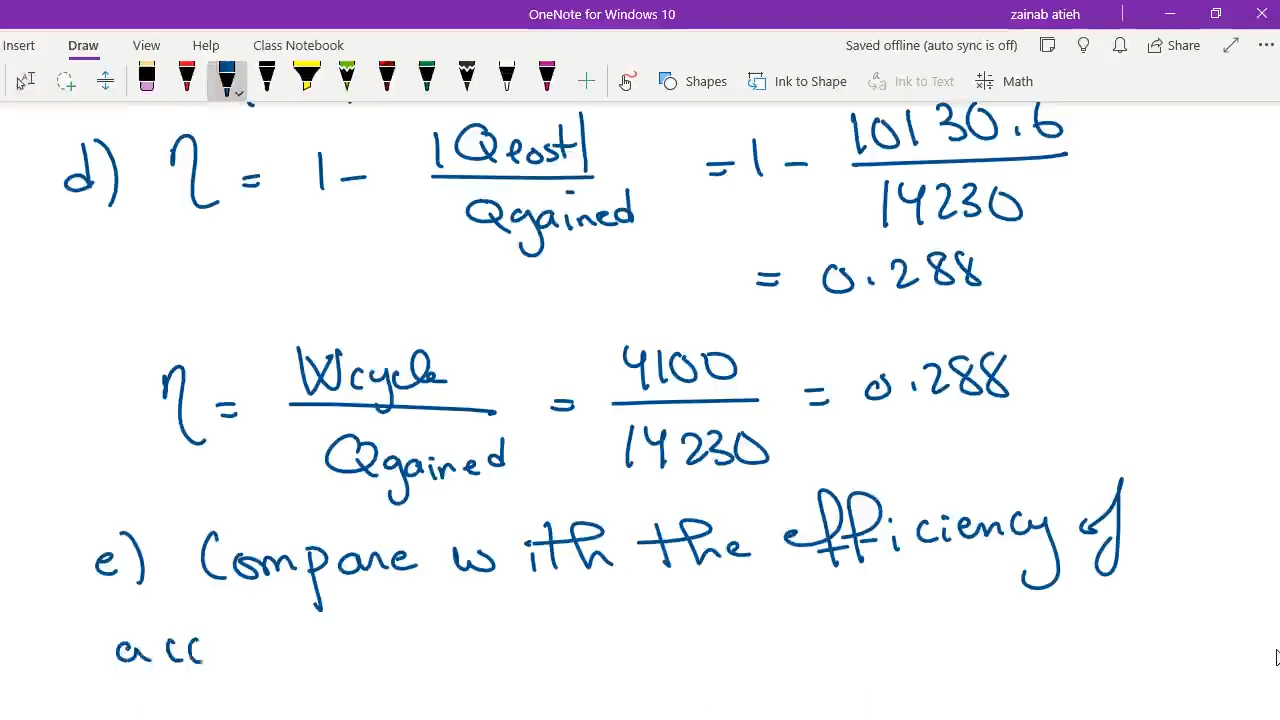 OneNote for Windows 10
zainab atieh
Insert Draw View Help Class Notebook Saved offline (auto sync is off) Share
Shapes Ink to Shape Ink to Text Math
d) η = 1 - |Qlost| / Qgained = 1 - 10130.6 / 14230
= 0.288
η = Wcycle / Qgained = 4100 / 14230 = 0.288
e) Compare with the efficiency of
acc